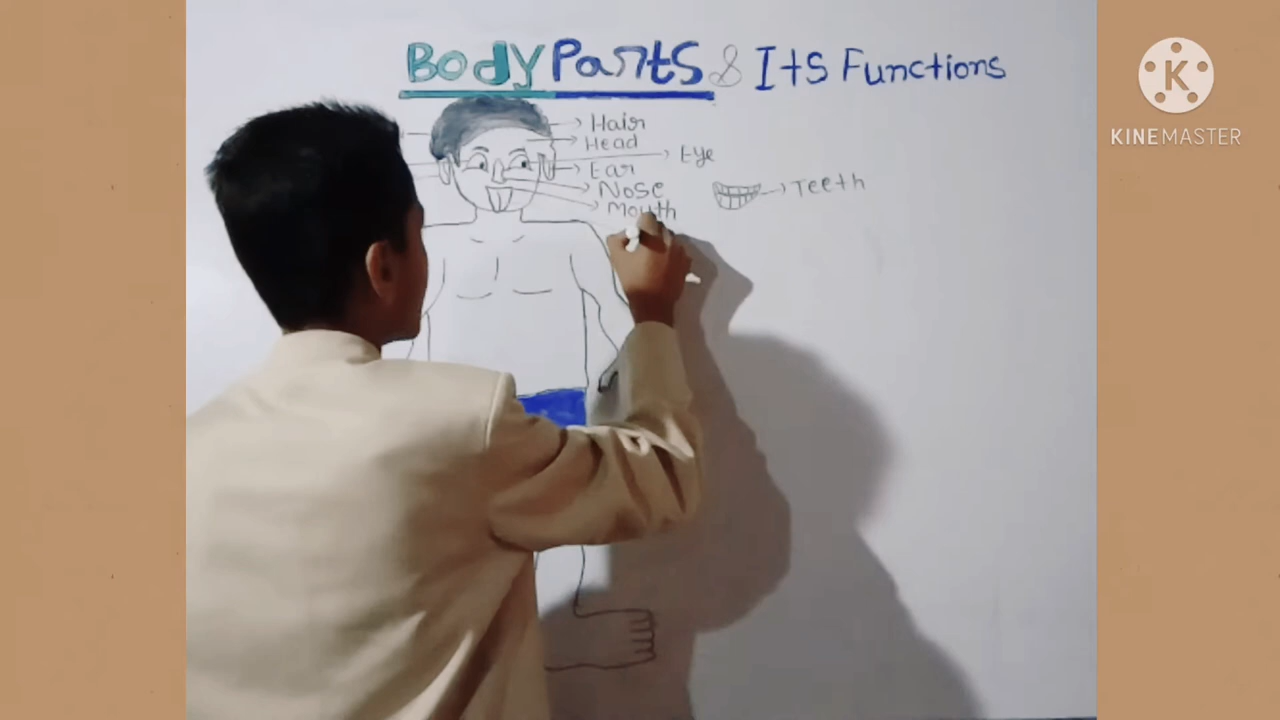 Body Parts & Its Functions
Hair
Head
Eye
Ear
Nose
Teeth
Mouth
KINEMASTER